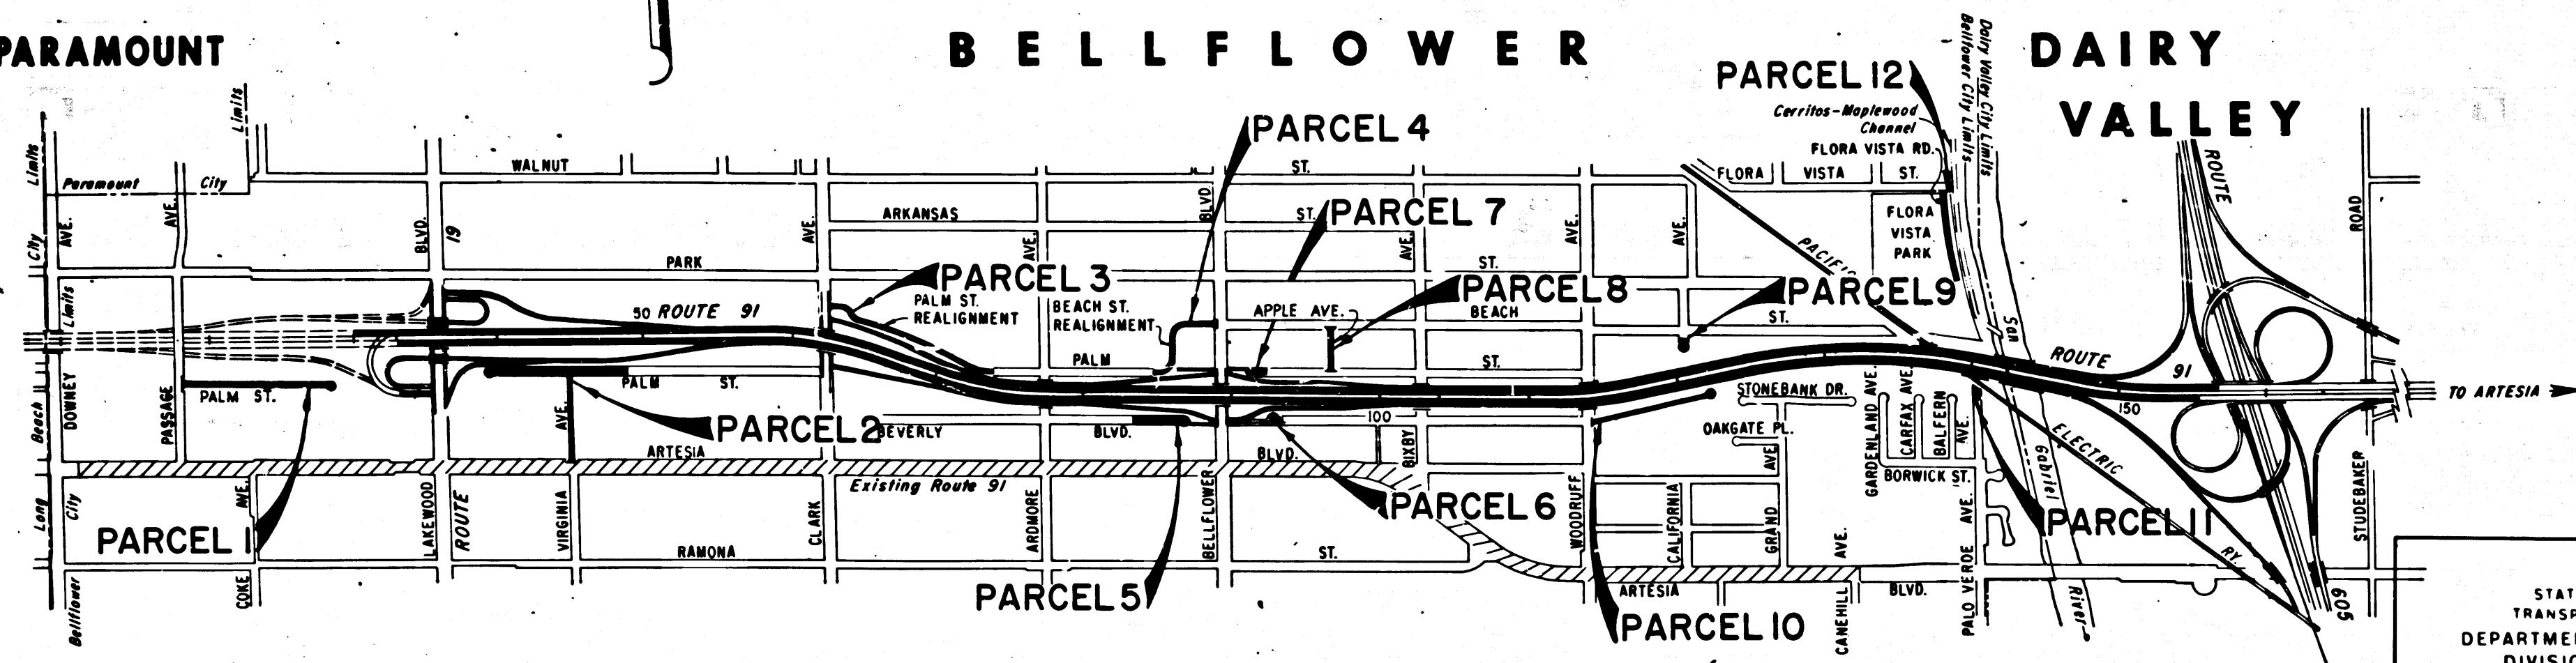 PARAMOUNT
BELLFLOWER
DAIRY
VALLEY
PARCEL 12
Cerritos-Maplewood
Channel
FLORA VISTA RD.
Bellflower City Limits
Dairy Valley City Limits
PARCEL 4
Limits
City
Limits
Paramount City
WALNUT
ST.
FLORA VISTA ST.
ROUTE
AVE.
AVE.
BLVD.
19
AVE.
ARKANSAS
ST.
AVE.
BLVD.
PARCEL 7
AVE.
AVE.
AVE.
FLORA
VISTA
PARK
ROAD
PARK
ST.
PACIFIC
PARCEL 3
PARCEL 8
PARCEL 9
Limits
50 ROUTE 91
PALM ST.
REALIGNMENT
BEACH ST.
REALIGNMENT
APPLE AVE.
BEACH
ST.
San
PALM
ST.
ROUTE 91
PALM ST.
PALM ST.
STONEBANK DR.
150
TO ARTESIA
DOWNEY
PASSAGE
Beach
AVE.
PARCEL 2
BEVERLY
BLVD.
100
OAKGATE PL.
GARDENLAND AVE.
CARFAX AVE.
BALFERN
AVE.
ELECTRIC
ARTESIA
BLVD.
BIXBY
AVE
BORWICK ST.
Gabriel
Existing Route 91
Long
City
AVE.
LAKEWOOD
ROUTE
VIRGINIA
CLARK
ARDMORE
BELLFLOWER
PARCEL 6
WOODRUFF
CALIFORNIA
GRAND
AVE.
PALO VERDE AVE.
PARCEL 11
STUDEBAKER
PARCEL 1
RAMONA
ST.
RY.
Bellflower
COKE
PARCEL 5
PARCEL 10
ARTESIA
BLVD.
CANEHILL
River
605
STAT
TRANSP
DEPARTME
DIVISIO